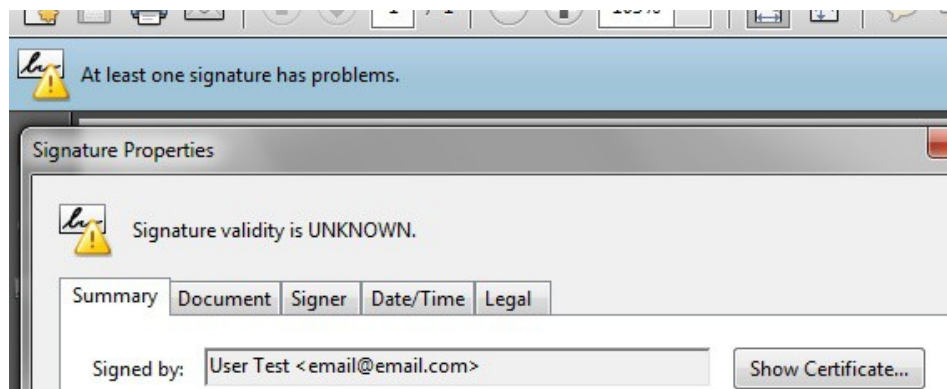 At least one signature has problems.
Signature Properties
Signature validity is UNKNOWN.
Summary Document Signer Date/Time Legal
Signed by: User Test <email@email.com> Show Certificate...